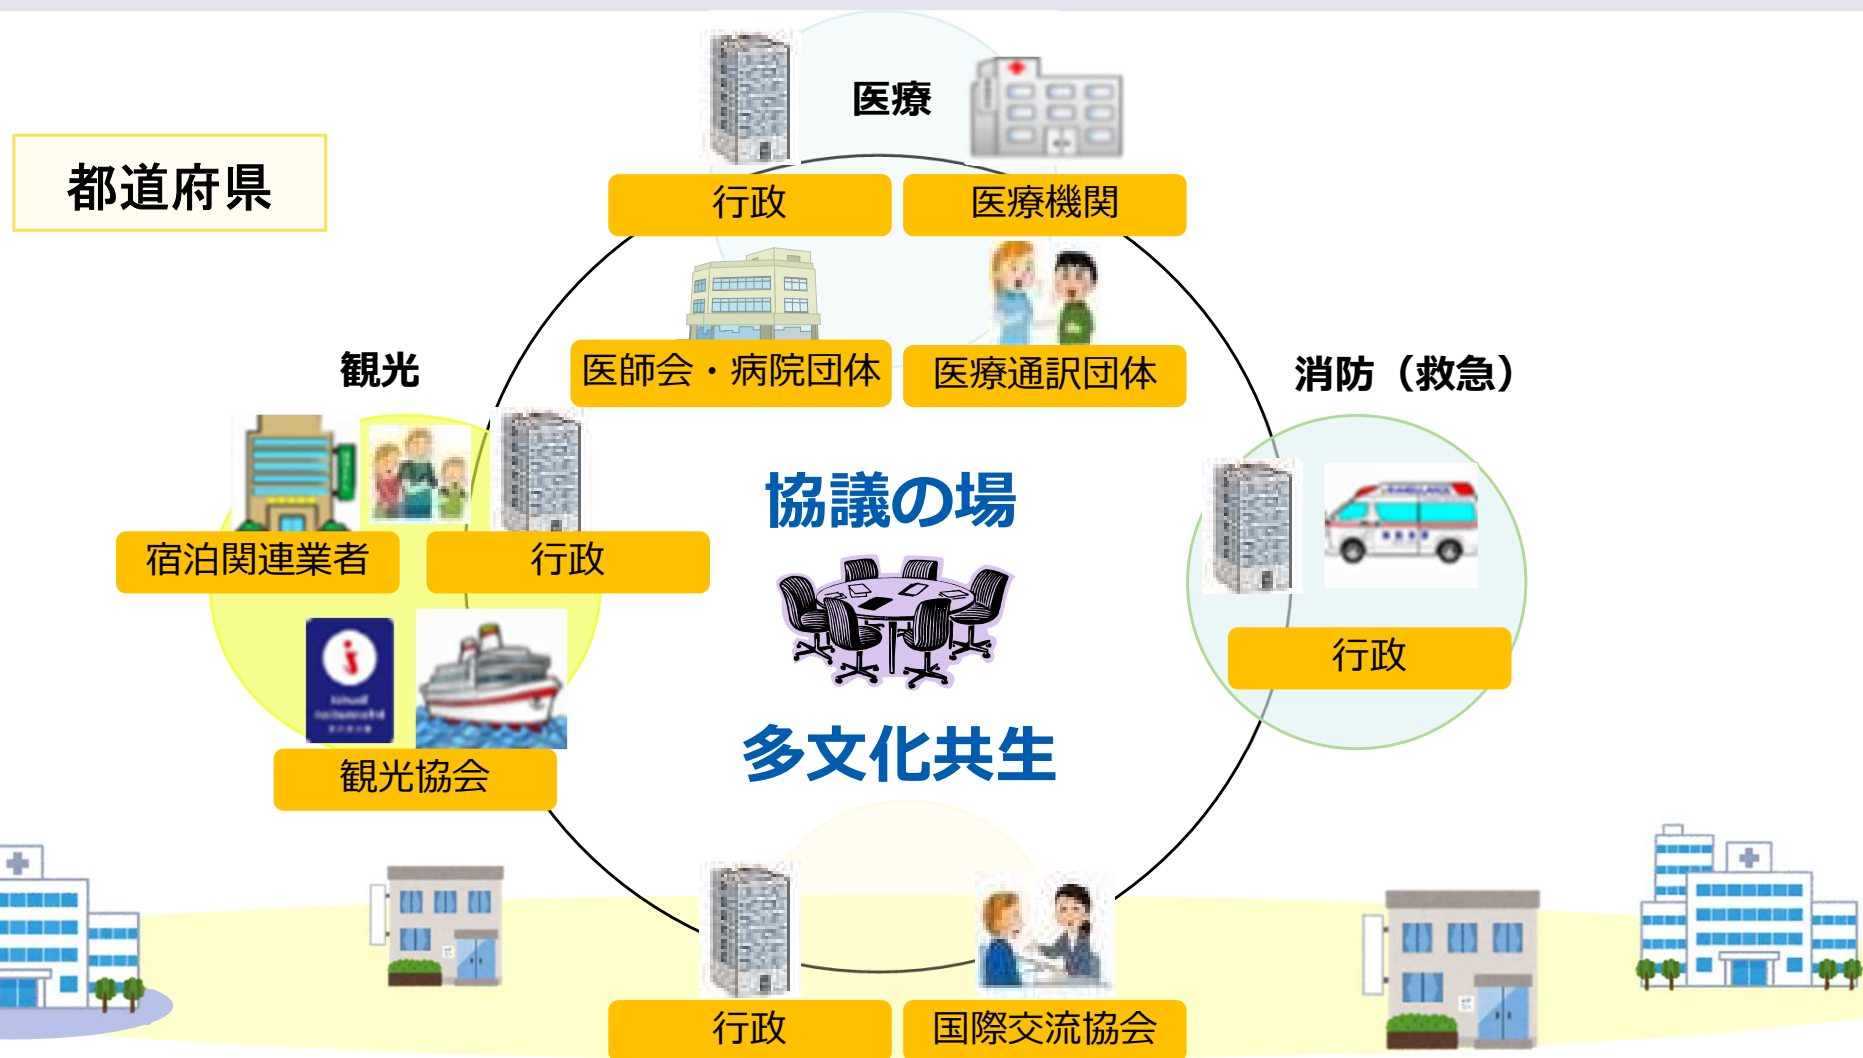 医療
都道府県
行政
医療機関
医師会・病院団体
医療通訳団体
観光
消防（救急）
協議の場
宿泊関連業者
行政
行政
多文化共生
観光協会
行政
国際交流協会